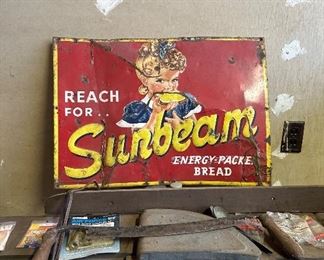 REACH
FOR..
Sunbeam
ENERGY-PACKE
BREAD